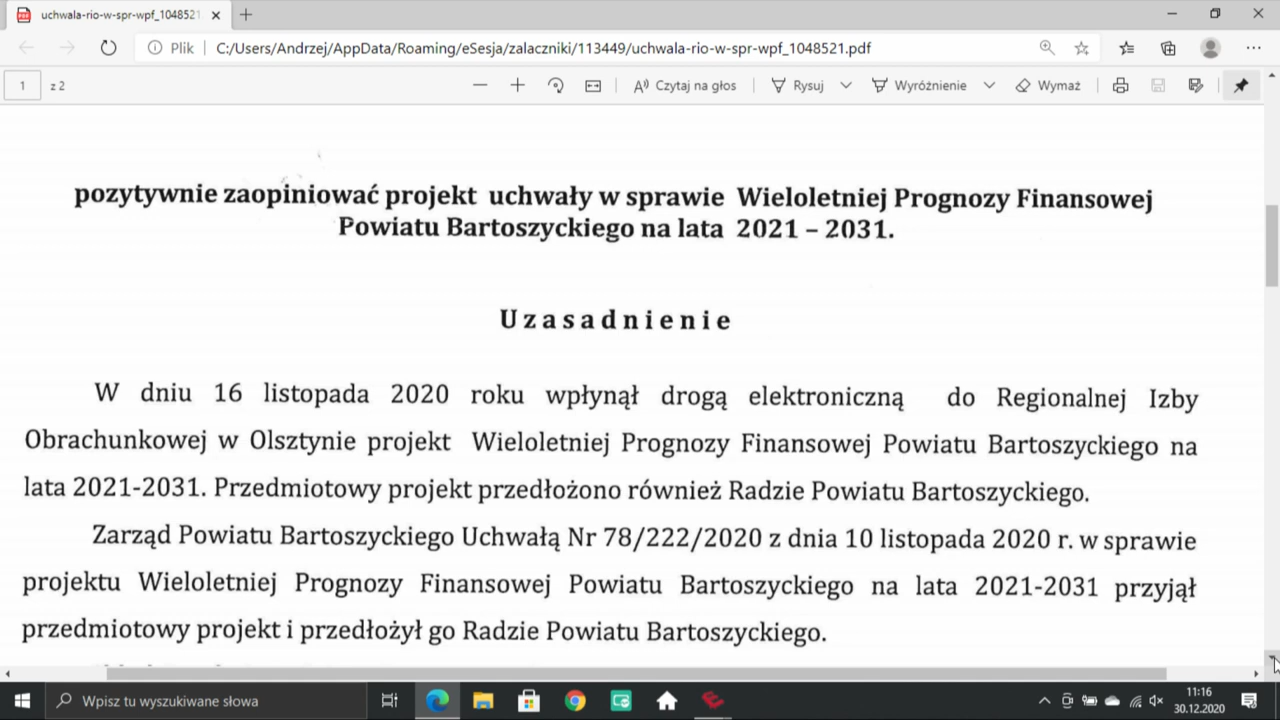 uchwala-rio-w-spr-wpf_1048521
Plik C:/Users/Andrzej/AppData/Roaming/eSesja/zalaczniki/113449/uchwala-rio-w-spr-wpf_1048521.pdf
1 z 2 Czytaj na głos Rysuj Wyróżnienie Wymaż
pozytywnie zaopiniować projekt uchwały w sprawie Wieloletniej Prognozy Finansowej
Powiatu Bartoszyckiego na lata 2021 – 2031.
U z a s a d n i e n i e
W dniu 16 listopada 2020 roku wpłynął drogą elektroniczną do Regionalnej Izby
Obrachunkowej w Olsztynie projekt Wieloletniej Prognozy Finansowej Powiatu Bartoszyckiego na
lata 2021-2031. Przedmiotowy projekt przedłożono również Radzie Powiatu Bartoszyckiego.
Zarząd Powiatu Bartoszyckiego Uchwałą Nr 78/222/2020 z dnia 10 listopada 2020 r. w sprawie
projektu Wieloletniej Prognozy Finansowej Powiatu Bartoszyckiego na lata 2021-2031 przyjął
przedmiotowy projekt i przedłożył go Radzie Powiatu Bartoszyckiego.
Wpisz tu wyszukiwane słowa
11:16
30.12.2020